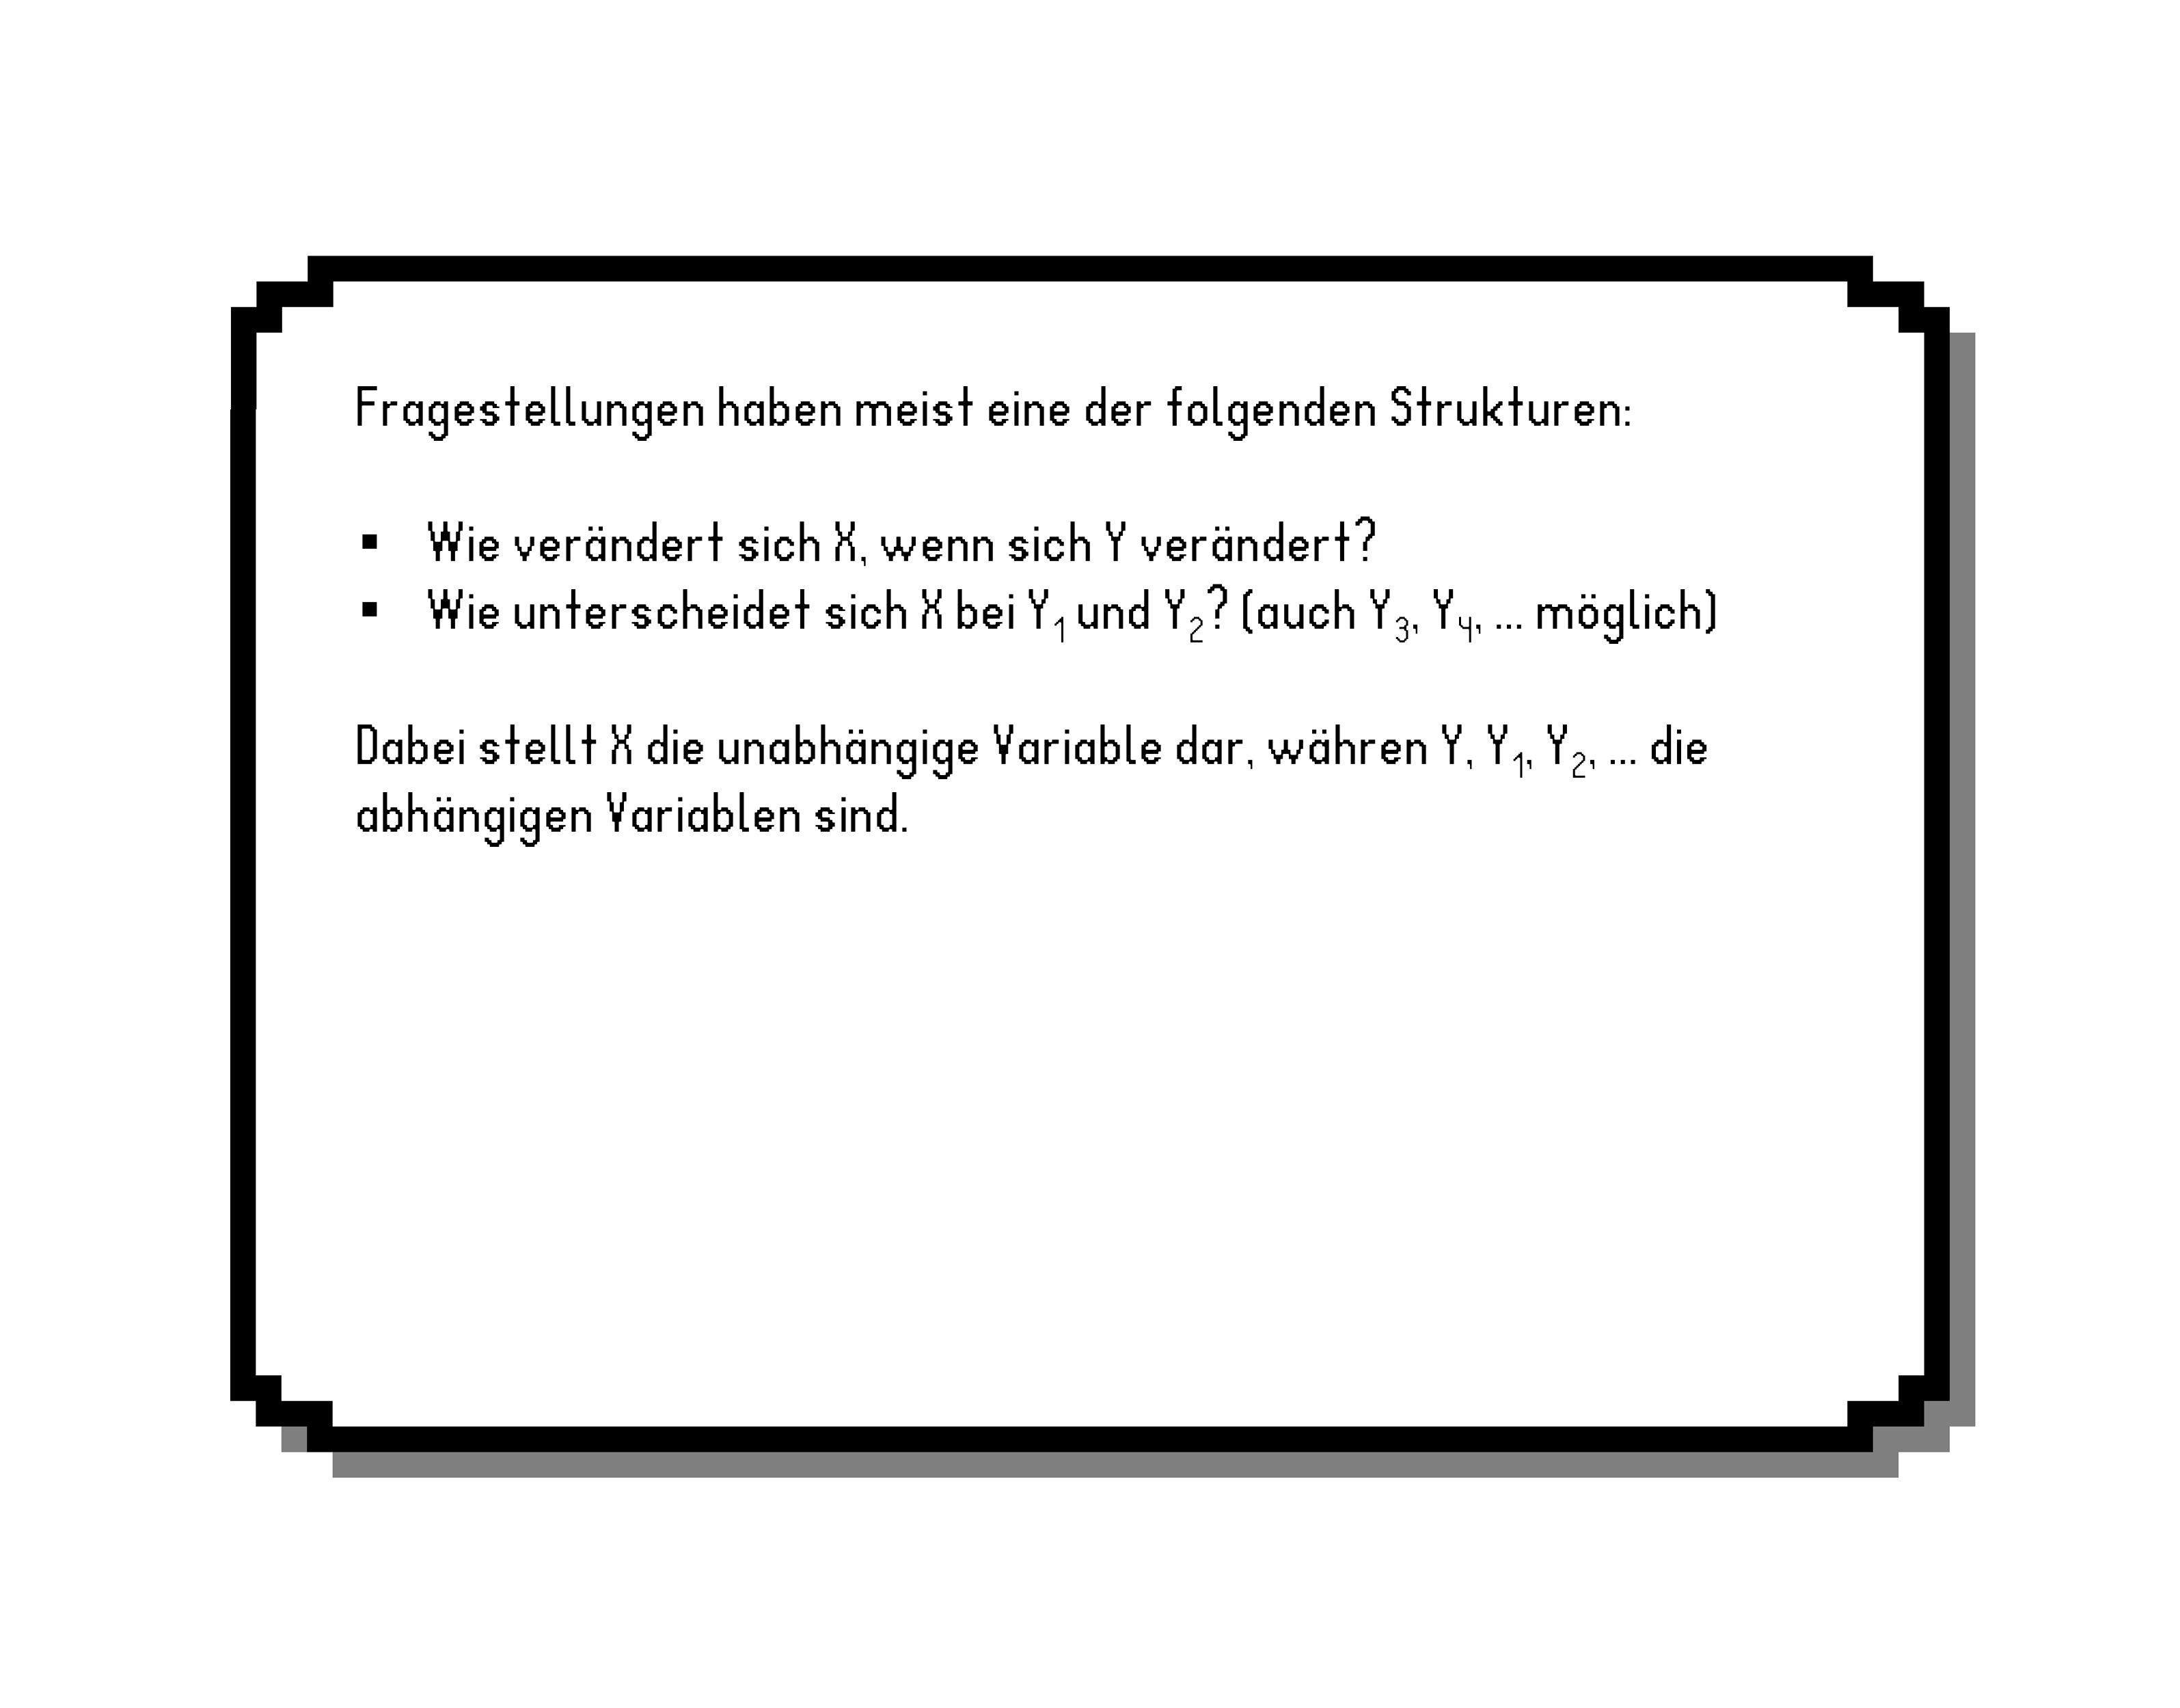 Fragestellungen haben meist eine der folgenden Strukturen:
▪ Wie verändert sich X, wenn sich Y verändert?
▪ Wie unterscheidet sich X bei Y₁ und Y₂? (auch Y₃, Y₄, ... möglich)
Dabei stellt X die unabhängige Variable dar, währen Y, Y₁, Y₂, ... die
abhängigen Variablen sind.